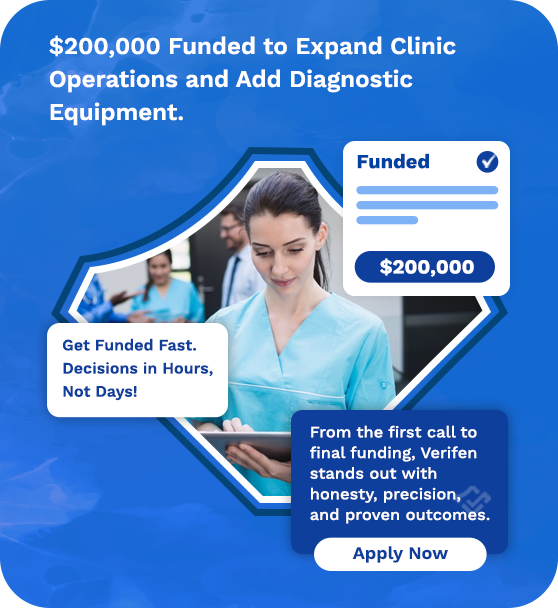 $200,000 Funded to Expand Clinic
Operations and Add Diagnostic
Equipment.
Funded
$200,000
Get Funded Fast.
Decisions in Hours,
Not Days!
From the first call to
final funding, Verifen
stands out with
honesty, precision,
and proven outcomes.
Apply Now